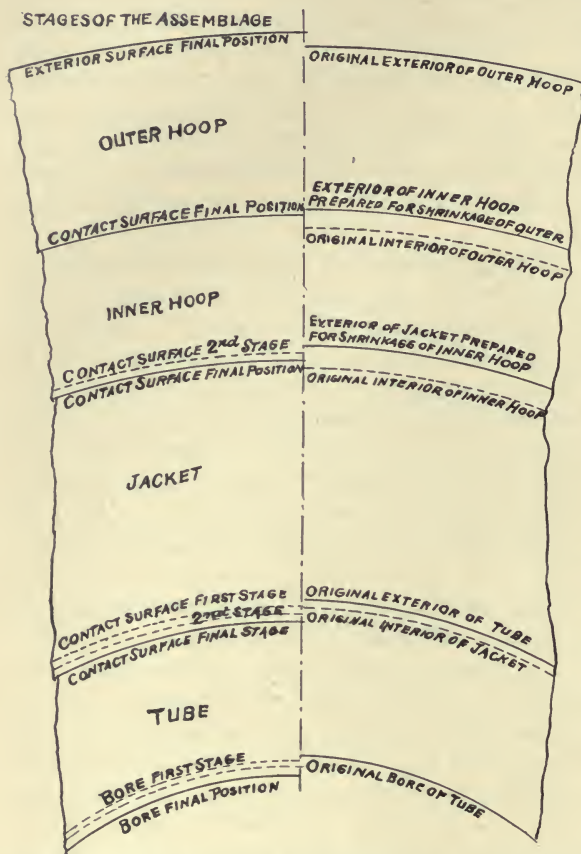 STAGES OF THE ASSEMBLAGE
EXTERIOR SURFACE FINAL POSITION
ORIGINAL EXTERIOR OF OUTER HOOP
OUTER HOOP
CONTACT SURFACE FINAL POSITION
EXTERIOR OF INNER HOOP
PREPARED FOR SHRINKAGE OF OUTER
ORIGINAL INTERIOR OF OUTER HOOP
INNER HOOP
CONTACT SURFACE 2nd STAGE
CONTACT SURFACE FINAL POSITION
EXTERIOR OF JACKET PREPARED
FOR SHRINKAGE OF INNER HOOP
ORIGINAL INTERIOR OF INNER HOOP
JACKET
CONTACT SURFACE FIRST STAGE
2nd STAGE
CONTACT SURFACE FINAL STAGE
ORIGINAL EXTERIOR OF TUBE
ORIGINAL INTERIOR OF JACKET
TUBE
BORE FIRST STAGE
BORE FINAL POSITION
ORIGINAL BORE OF TUBE